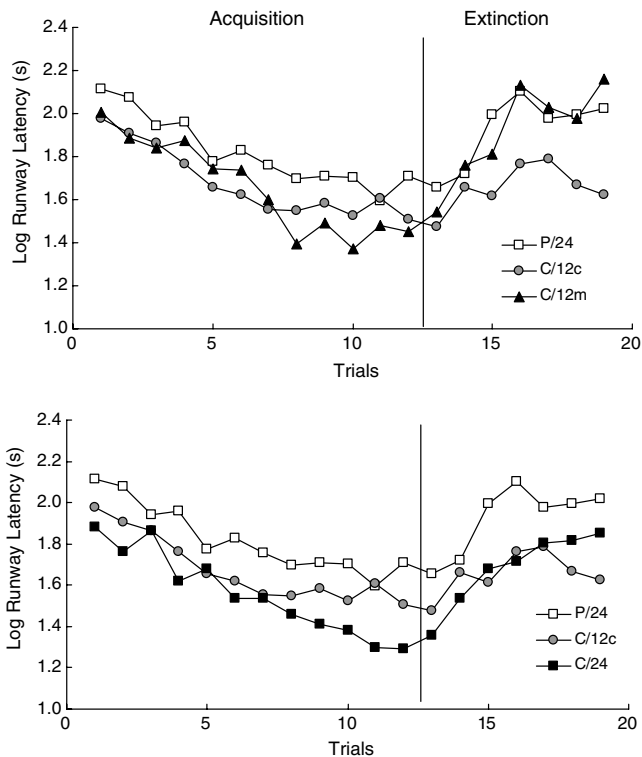 Acquisition Extinction
2.4
2.2
2.0
1.8
1.6
1.4
1.2
1.0
Log Runway Latency (s)
P/24
C/12c
C/12m
0 5 10 15 20
Trials
2.4
2.2
2.0
1.8
1.6
1.4
1.2
1.0
Log Runway Latency (s)
P/24
C/12c
C/24
0 5 10 15 20
Trials